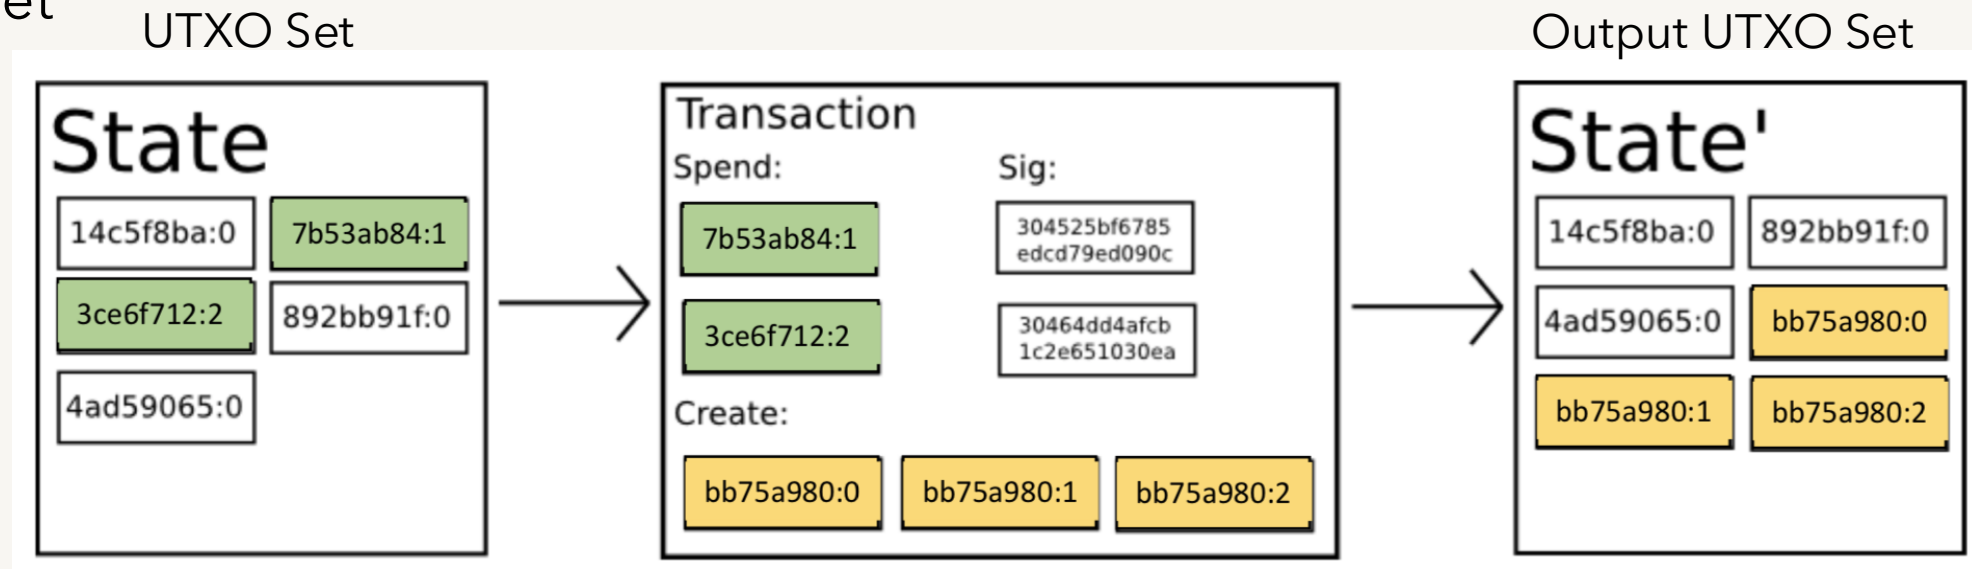 et
UTXO Set
Output UTXO Set
State
14c5f8ba:0 7b53ab84:1
3ce6f712:2 892bb91f:0
4ad59065:0
Transaction
Spend: Sig:
7b53ab84:1
304525bf6785
edcd79ed090c
3ce6f712:2
30464dd4afcb
1c2e651030ea
Create:
bb75a980:0 bb75a980:1 bb75a980:2
State'
14c5f8ba:0 892bb91f:0
4ad59065:0 bb75a980:0
bb75a980:1 bb75a980:2